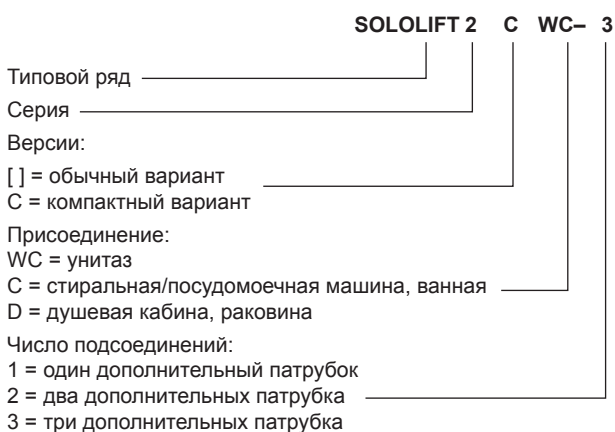 SOLOLIFT 2 C WC– 3
Типовой ряд
Серия
Версии:
[ ] = обычный вариант
C = компактный вариант
Присоединение:
WC = унитаз
C = стиральная/посудомоечная машина, ванная
D = душевая кабина, раковина
Число подсоединений:
1 = один дополнительный патрубок
2 = два дополнительных патрубка
3 = три дополнительных патрубка